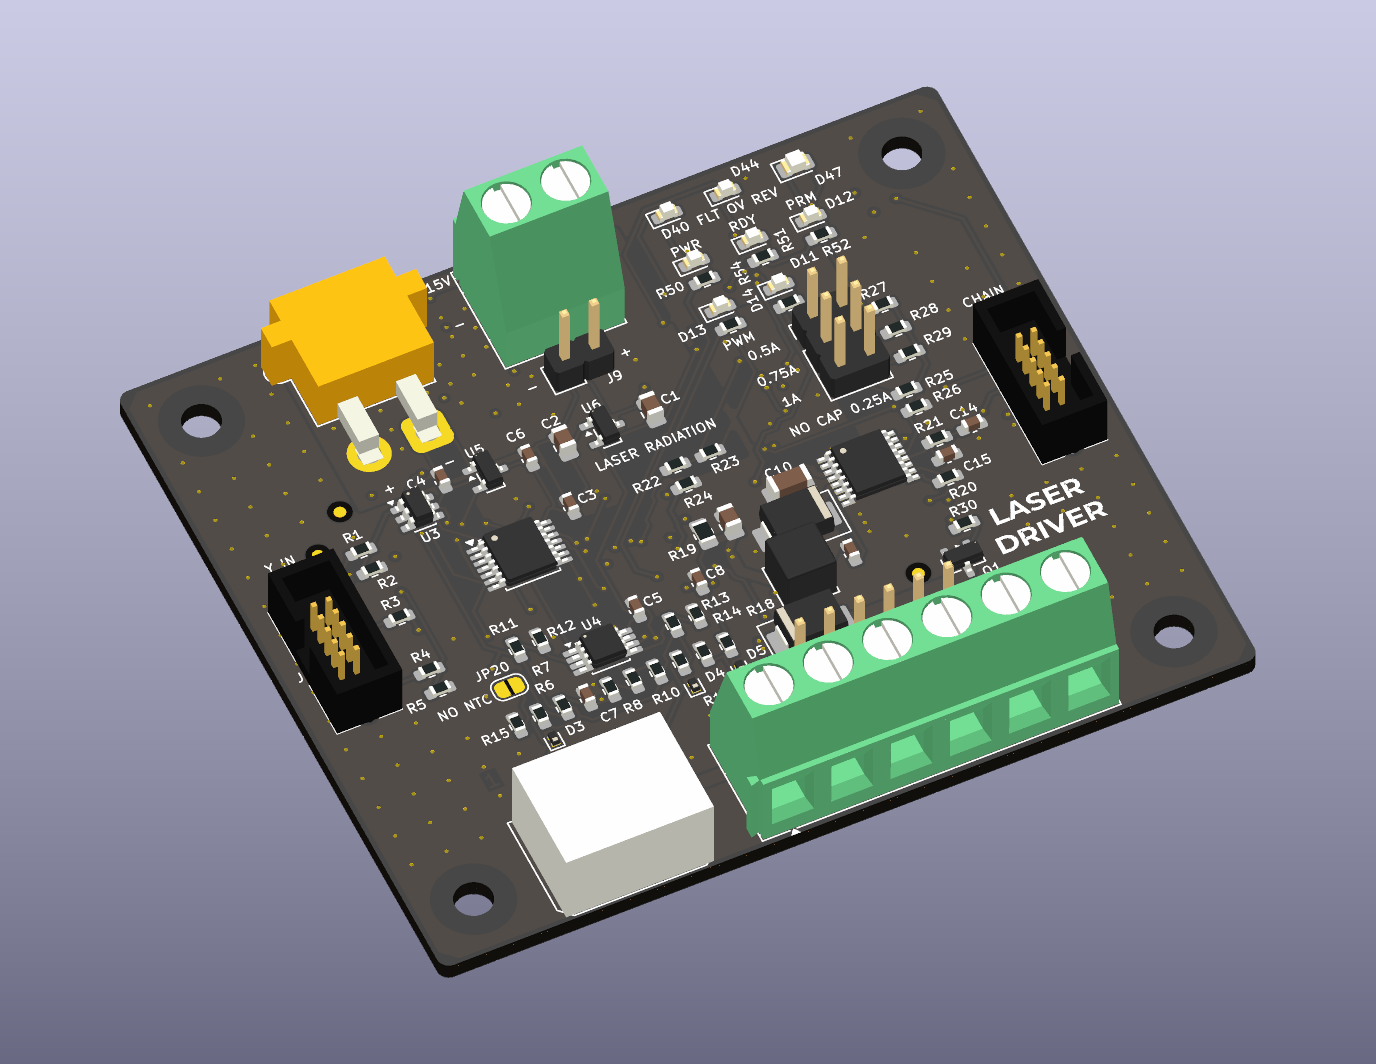 D44
D47
D40
FLT OV REV
PRM
D12
RDY
PWR
R51
R52
D11
R54
R50
D14
15V
R27
CHAIN
D13
PWM
R28
R29
+
−
J9
0.5A
0.75A
1A
NO CAP 0.25A
R25
R26
C1
U6
C2
C6
LASER RADIATION
R21
C14
C15
R20
R30
R23
R22
R24
C10
U5
−
+
C4
U3
C3
R19
LASER
DRIVER
Q1
R1
R2
R3
R4
R5
C8
C5
R13
R14
R18
R11
R12
U4
JP20
R7
R6
NO NTC
D5
D4
R10
R8
C7
D3
R15